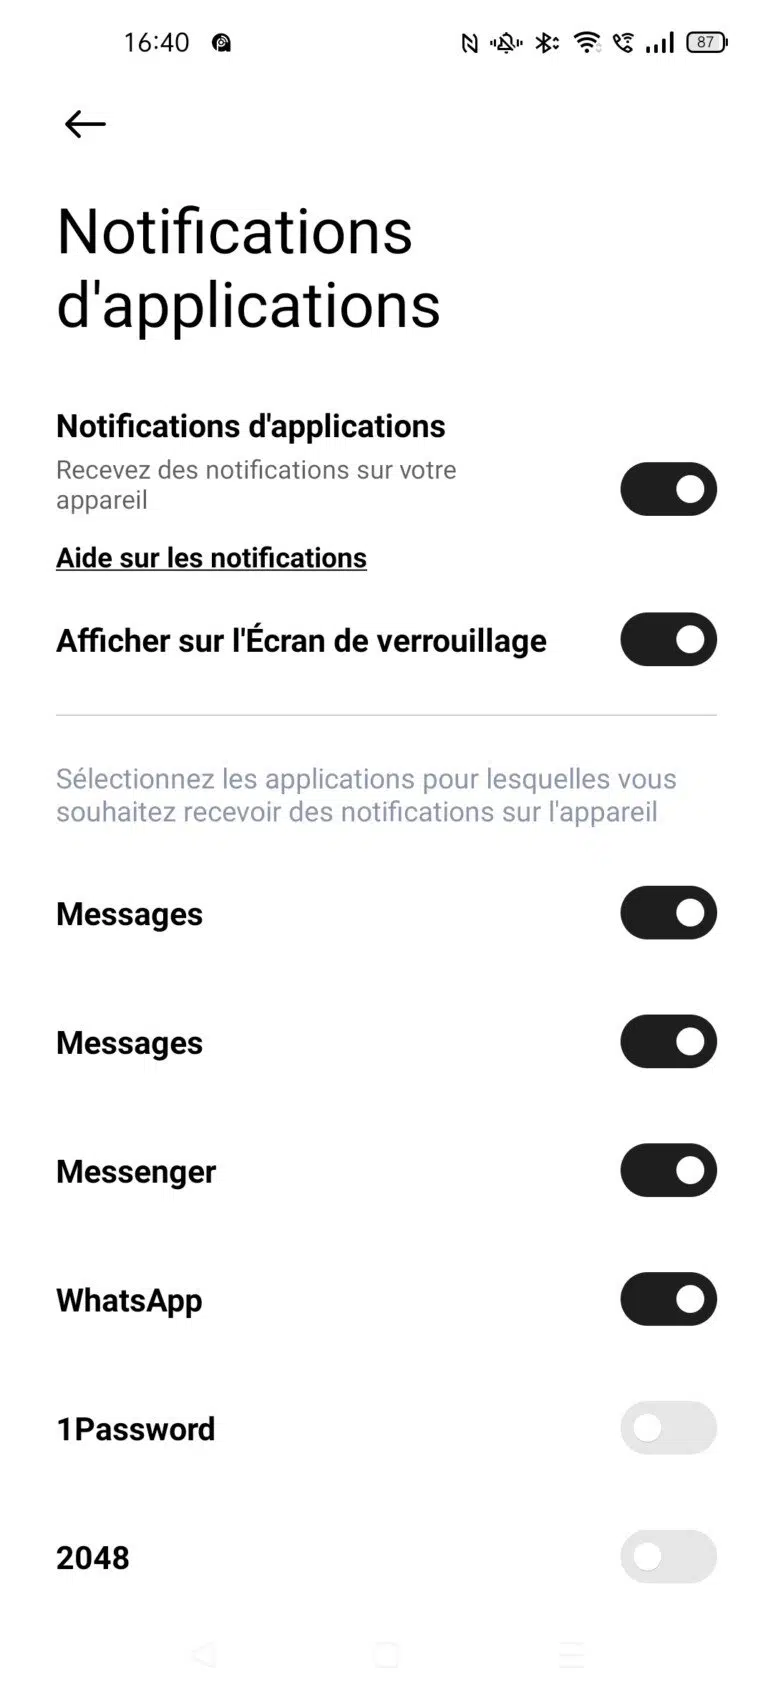 16:40
87
Notifications
d'applications
Notifications d'applications
Recevez des notifications sur votre
appareil
Aide sur les notifications
Afficher sur l'Écran de verrouillage
Sélectionnez les applications pour lesquelles vous
souhaitez recevoir des notifications sur l'appareil
Messages
Messages
Messenger
WhatsApp
1Password
2048